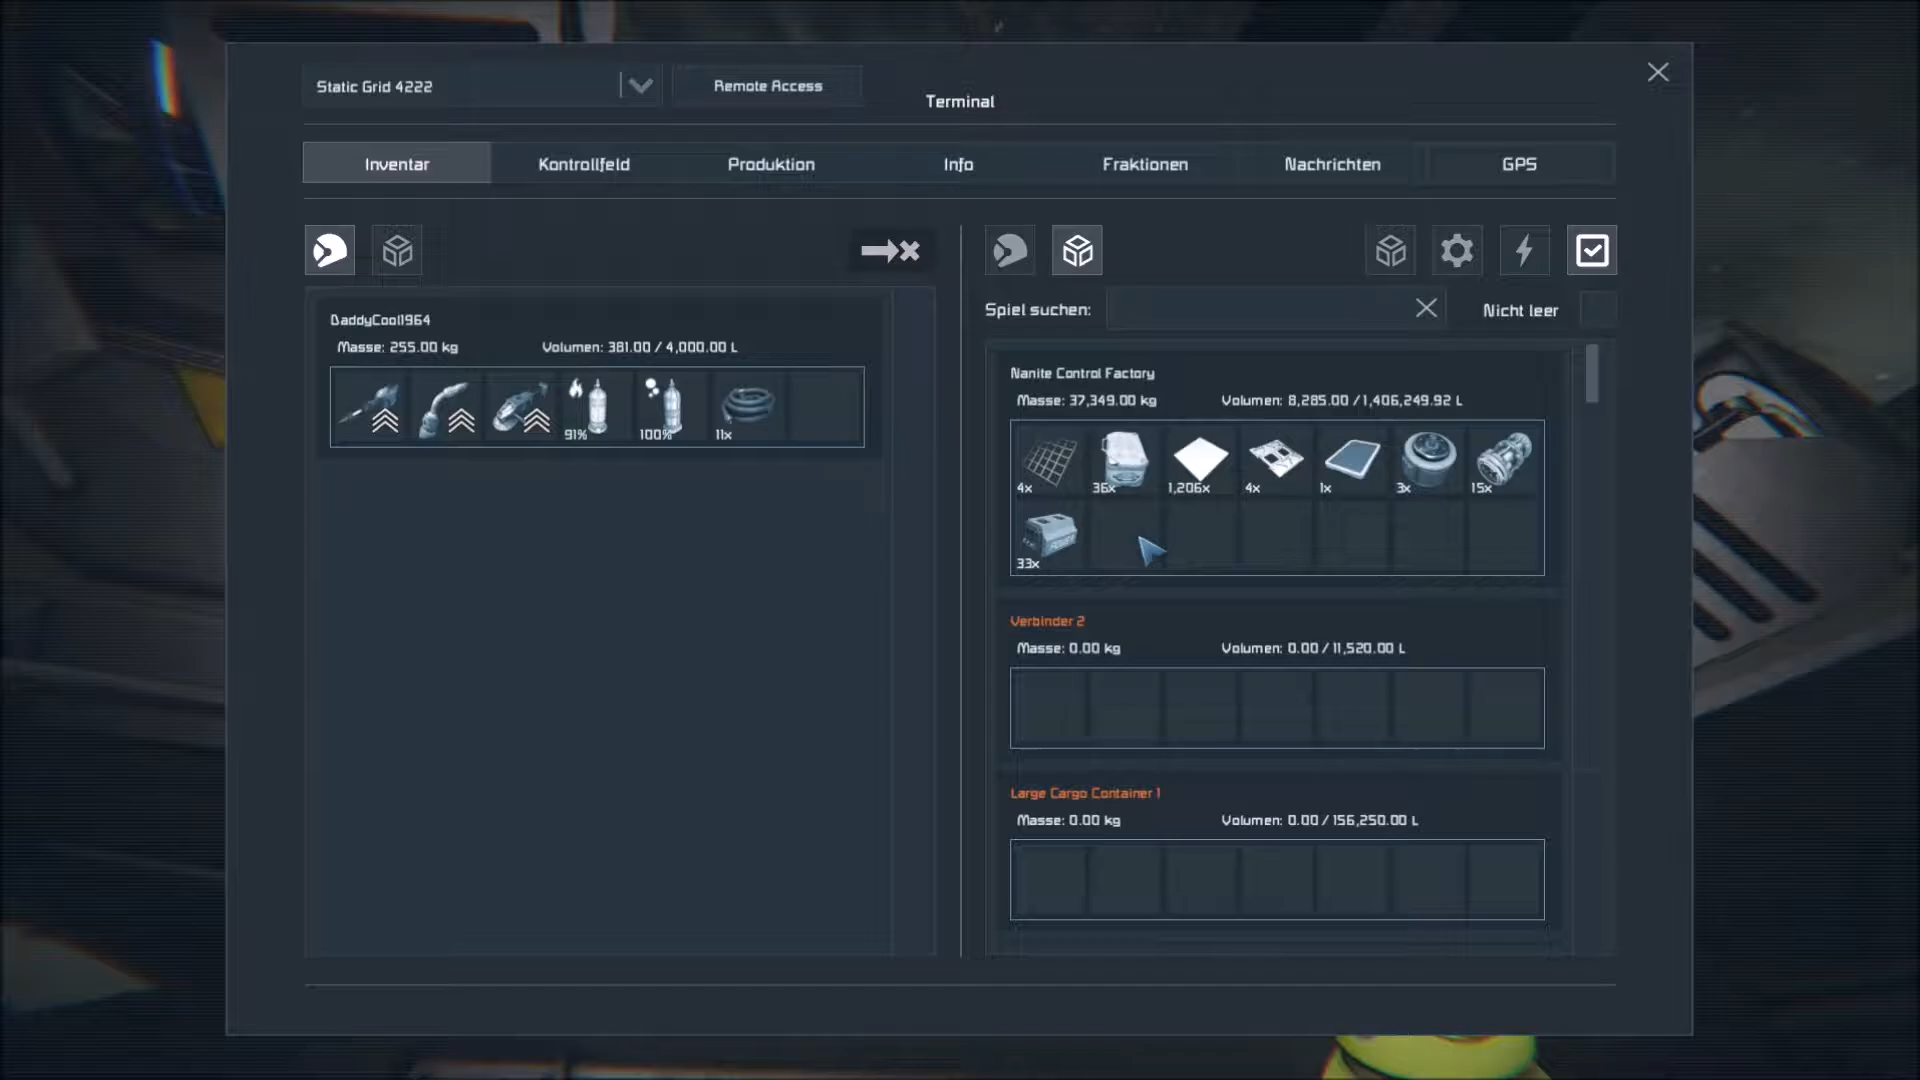 Static Grid 4222
Remote Access
Terminal
Inventar
Kontrollfeld
Produktion
Info
Fraktionen
Nachrichten
GPS
Spiel suchen:
Nicht leer
DaddyCool1964
Masse: 255.00 kg
Volumen: 381.00 / 4,000.00 L
91%
100%
11x
Nanite Control Factory
Masse: 37,349.00 kg
Volumen: 8,285.00 / 1,406,249.92 L
4x
36x
1,206x
4x
1x
3x
15x
33x
Verbinder 2
Masse: 0.00 kg
Volumen: 0.00 / 11,520.00 L
Large Cargo Container 1
Masse: 0.00 kg
Volumen: 0.00 / 156,250.00 L